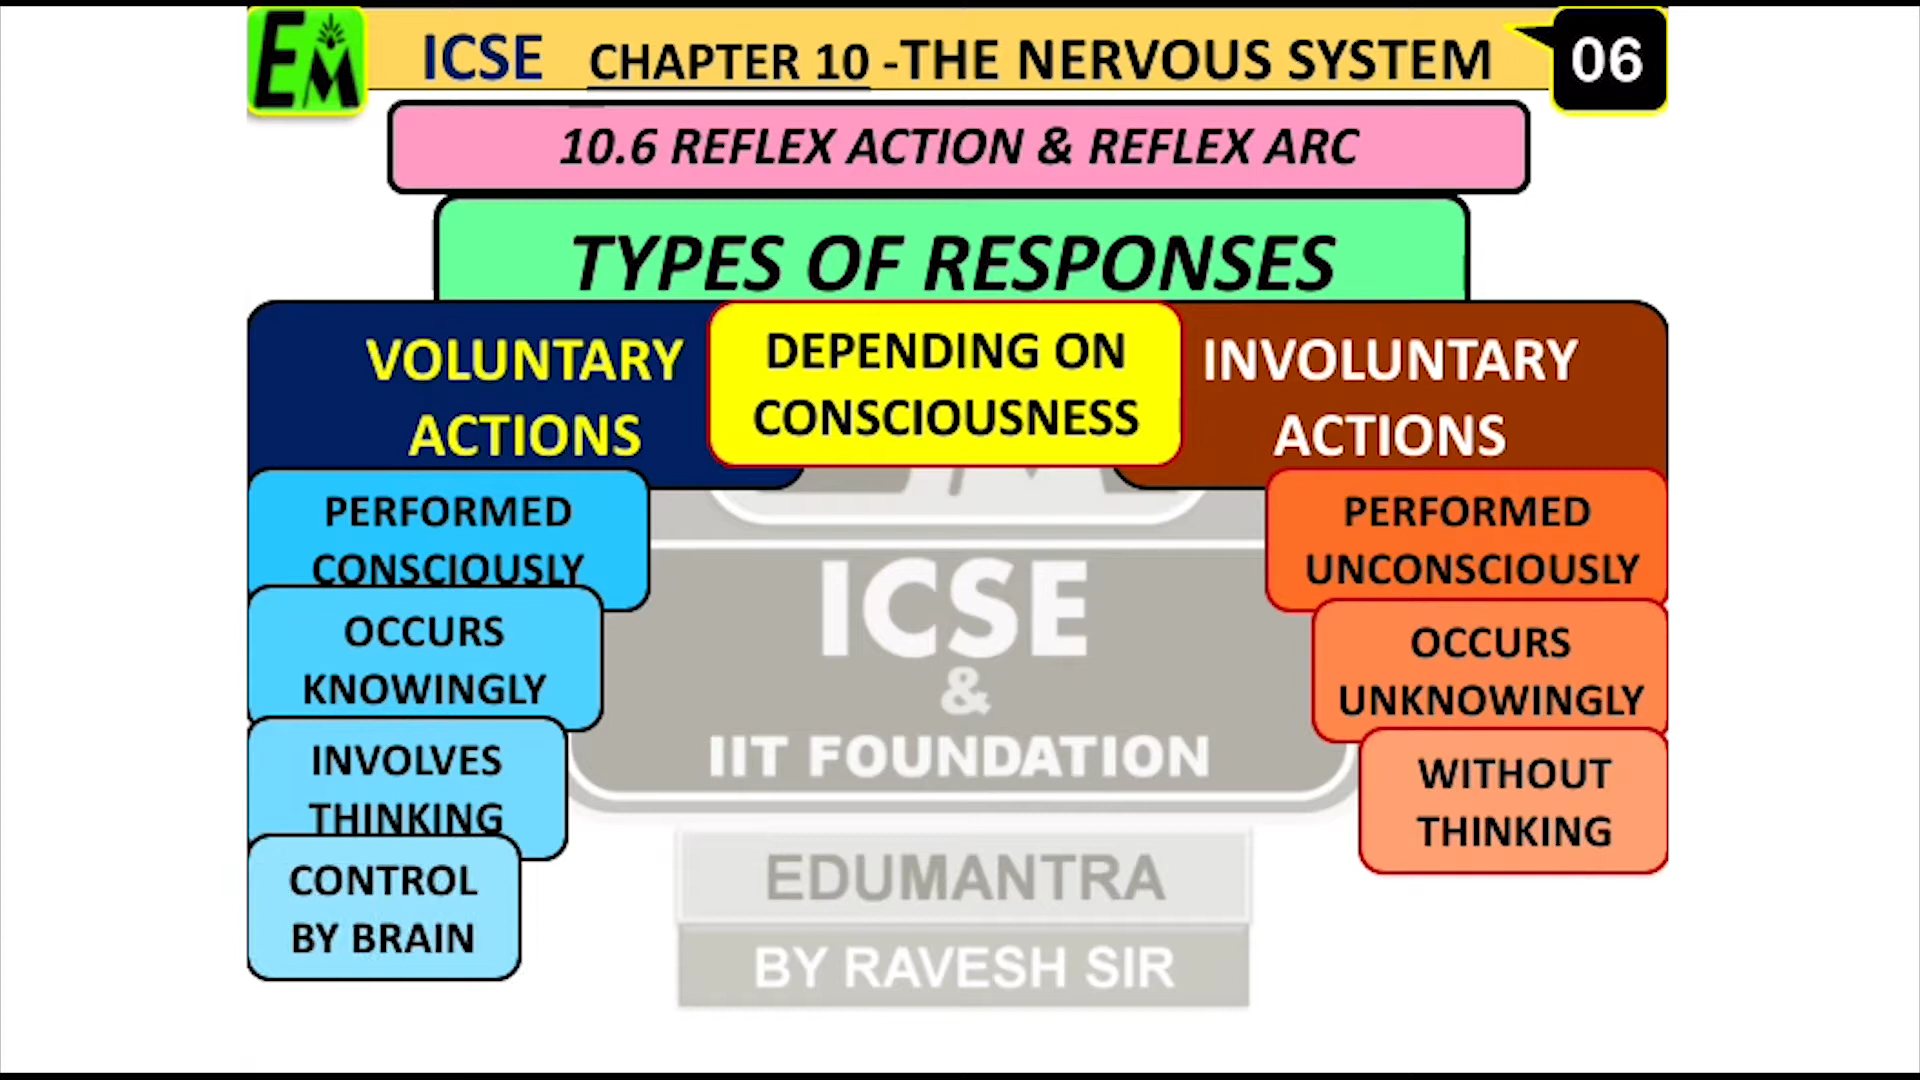 EM
ICSE CHAPTER 10 -THE NERVOUS SYSTEM
06
10.6 REFLEX ACTION & REFLEX ARC
TYPES OF RESPONSES
VOLUNTARY
ACTIONS
DEPENDING ON
CONSCIOUSNESS
INVOLUNTARY
ACTIONS
PERFORMED
CONSCIOUSLY
OCCURS
KNOWINGLY
INVOLVES
THINKING
CONTROL
BY BRAIN
PERFORMED
UNCONSCIOUSLY
OCCURS
UNKNOWINGLY
WITHOUT
THINKING
ICSE
&
IIT FOUNDATION
EDUMANTRA
BY RAVESH SIR